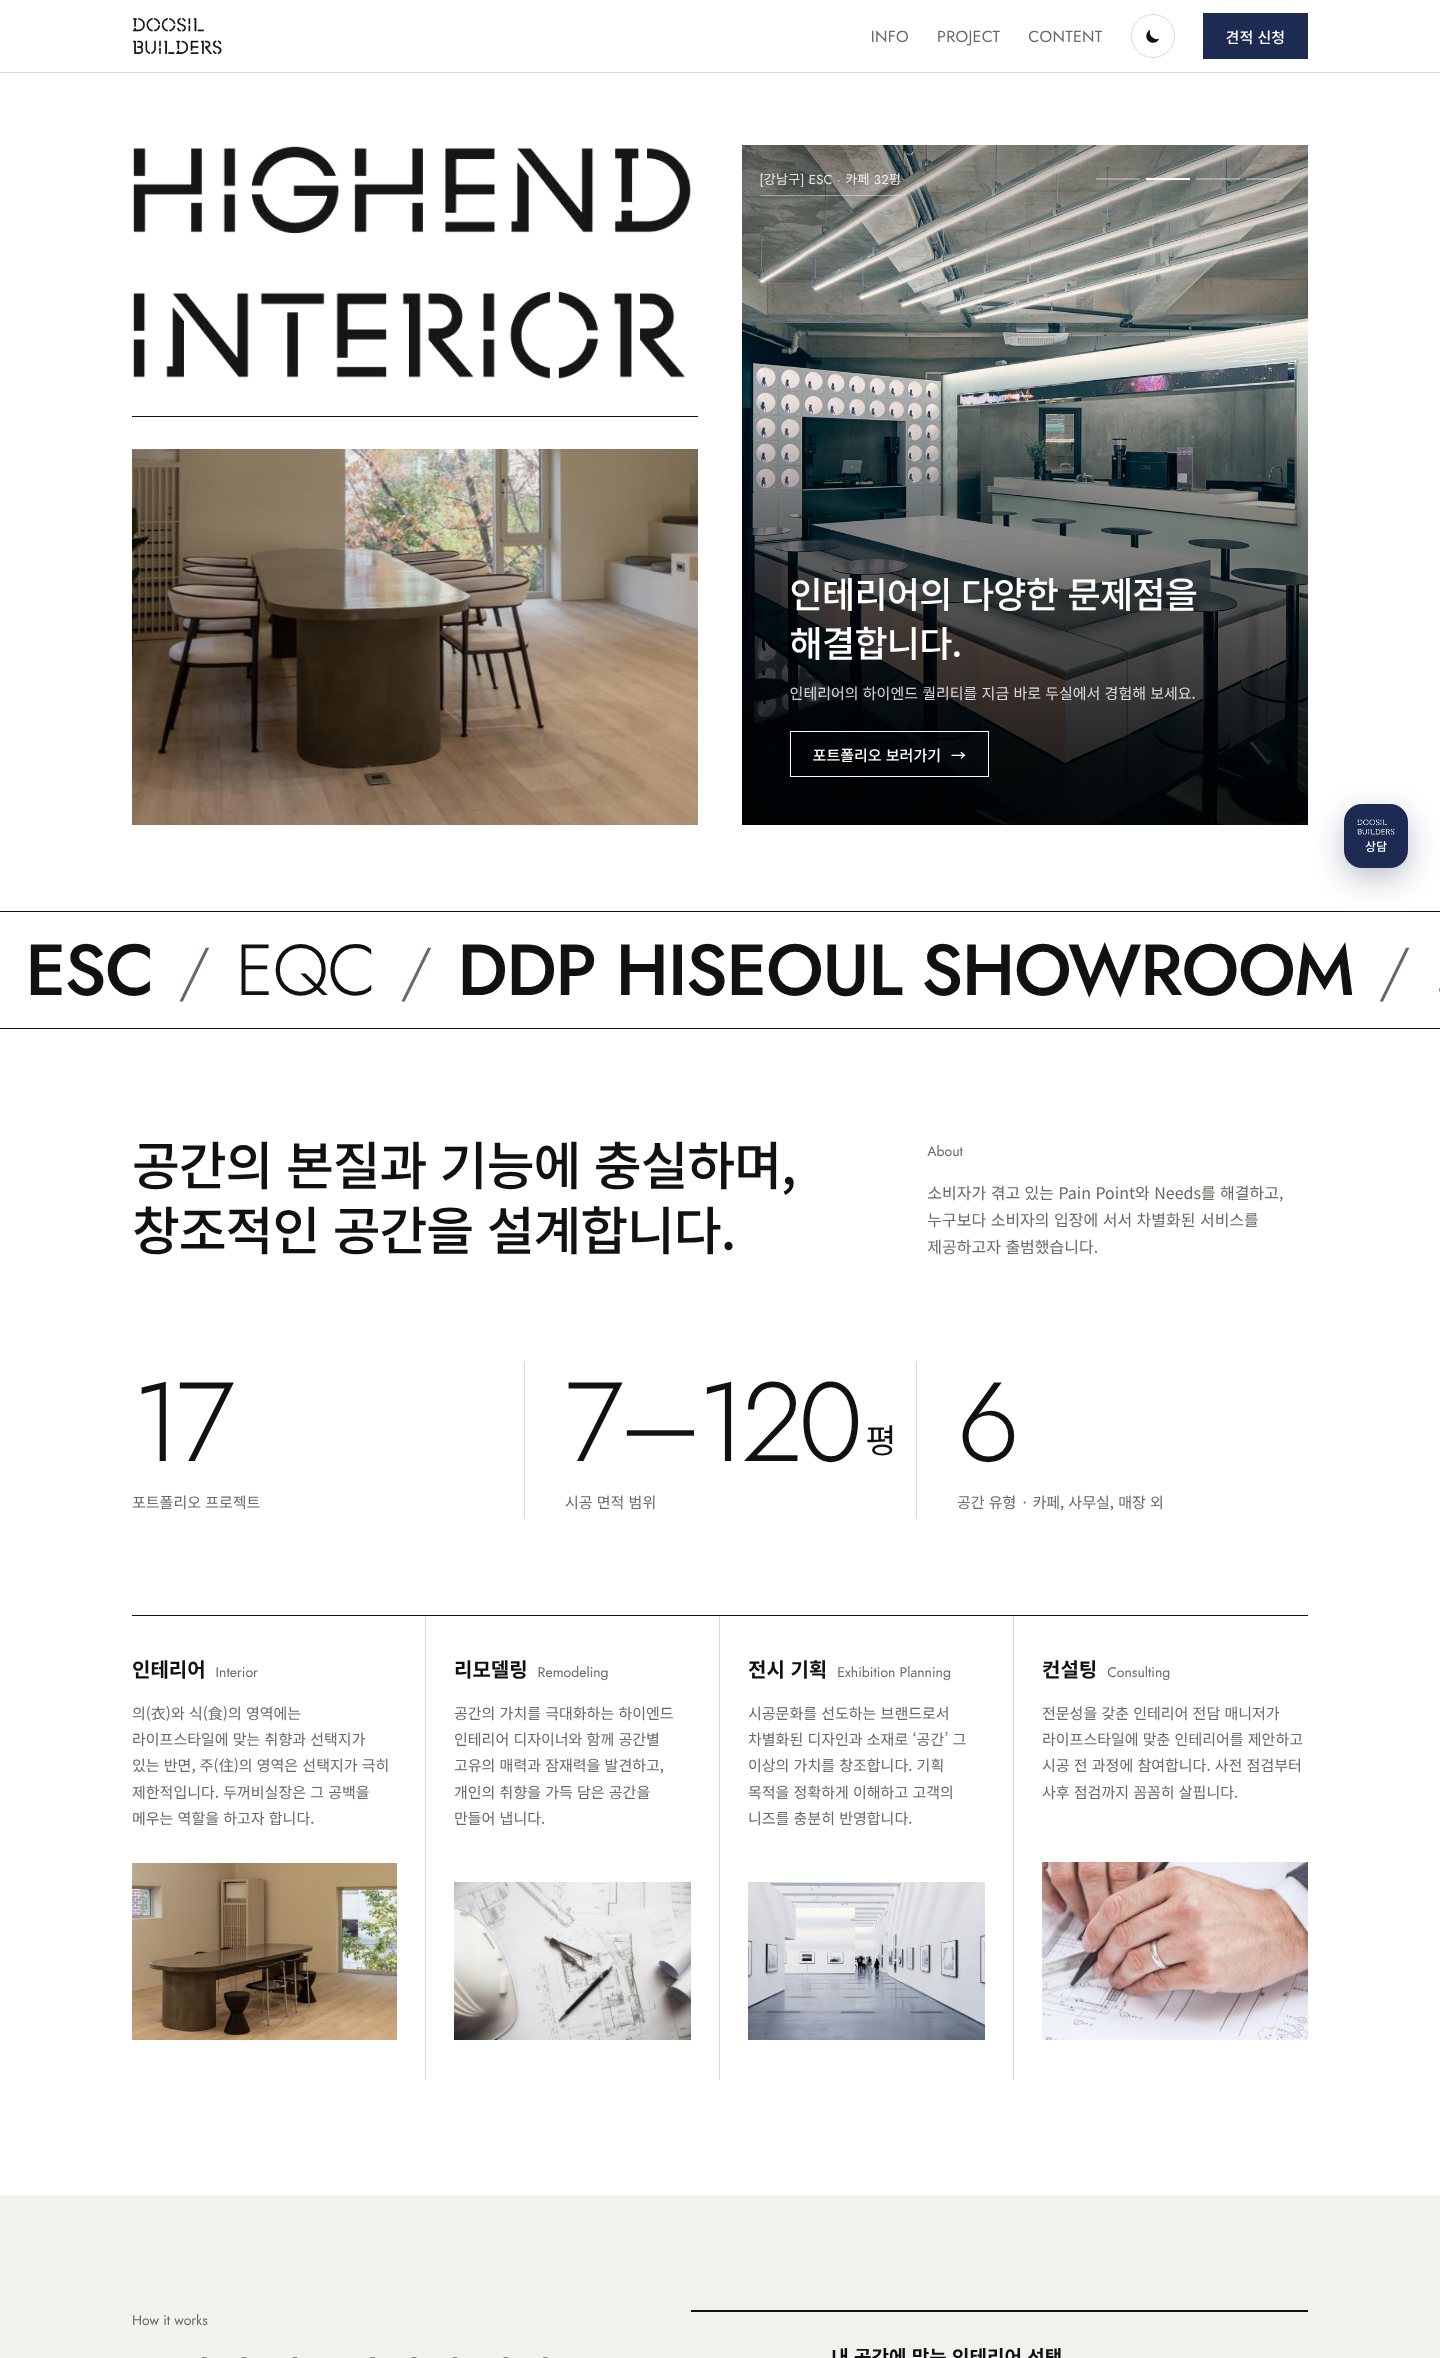 DOOSIL
BUILDERS
INFO
PROJECT
CONTENT
견적 신청
HIGHEND
INTERIOR
[강남구] ESC · 카페 32평
인테리어의 다양한 문제점을
해결합니다.
인테리어의 하이엔드 퀄리티를 지금 바로 두실에서 경험해 보세요.
포트폴리오 보러가기 →
DOOSIL
BUILDERS
상담
ESC / EQC / DDP HISEOUL SHOWROOM /
공간의 본질과 기능에 충실하며,
창조적인 공간을 설계합니다.
About
소비자가 겪고 있는 Pain Point와 Needs를 해결하고,
누구보다 소비자의 입장에 서서 차별화된 서비스를
제공하고자 출범했습니다.
17
포트폴리오 프로젝트
7–120평
시공 면적 범위
6
공간 유형 · 카페, 사무실, 매장 외
인테리어 Interior
의(衣)와 식(食)의 영역에는
라이프스타일에 맞는 취향과 선택지가
있는 반면, 주(住)의 영역은 선택지가 극히
제한적입니다. 두꺼비실장은 그 공백을
메우는 역할을 하고자 합니다.
리모델링 Remodeling
공간의 가치를 극대화하는 하이엔드
인테리어 디자이너와 함께 공간별
고유의 매력과 잠재력을 발견하고,
개인의 취향을 가득 담은 공간을
만들어 냅니다.
전시 기획 Exhibition Planning
시공문화를 선도하는 브랜드로서
차별화된 디자인과 소재로 ‘공간’ 그
이상의 가치를 창조합니다. 기획
목적을 정확하게 이해하고 고객의
니즈를 충분히 반영합니다.
컨설팅 Consulting
전문성을 갖춘 인테리어 전담 매니저가
라이프스타일에 맞춘 인테리어를 제안하고
시공 전 과정에 참여합니다. 사전 점검부터
사후 점검까지 꼼꼼히 살핍니다.
How it works
내 공간에 맞는 인테리어 선택